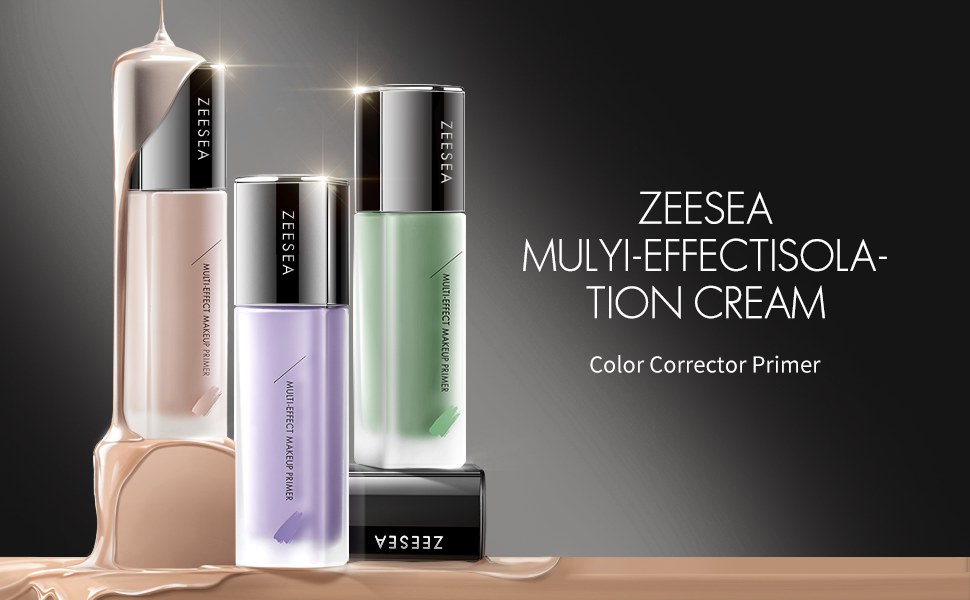 ZEESEA
MULTI-EFFECT MAKEUP PRIMER
ZEESEA
MULTI-EFFECT MAKEUP PRIMER
ZEESEA
MULTI-EFFECT MAKEUP PRIMER
ZEESEA
ZEESEA
MULYI-EFFECTISOLA-
TION CREAM
Color Corrector Primer